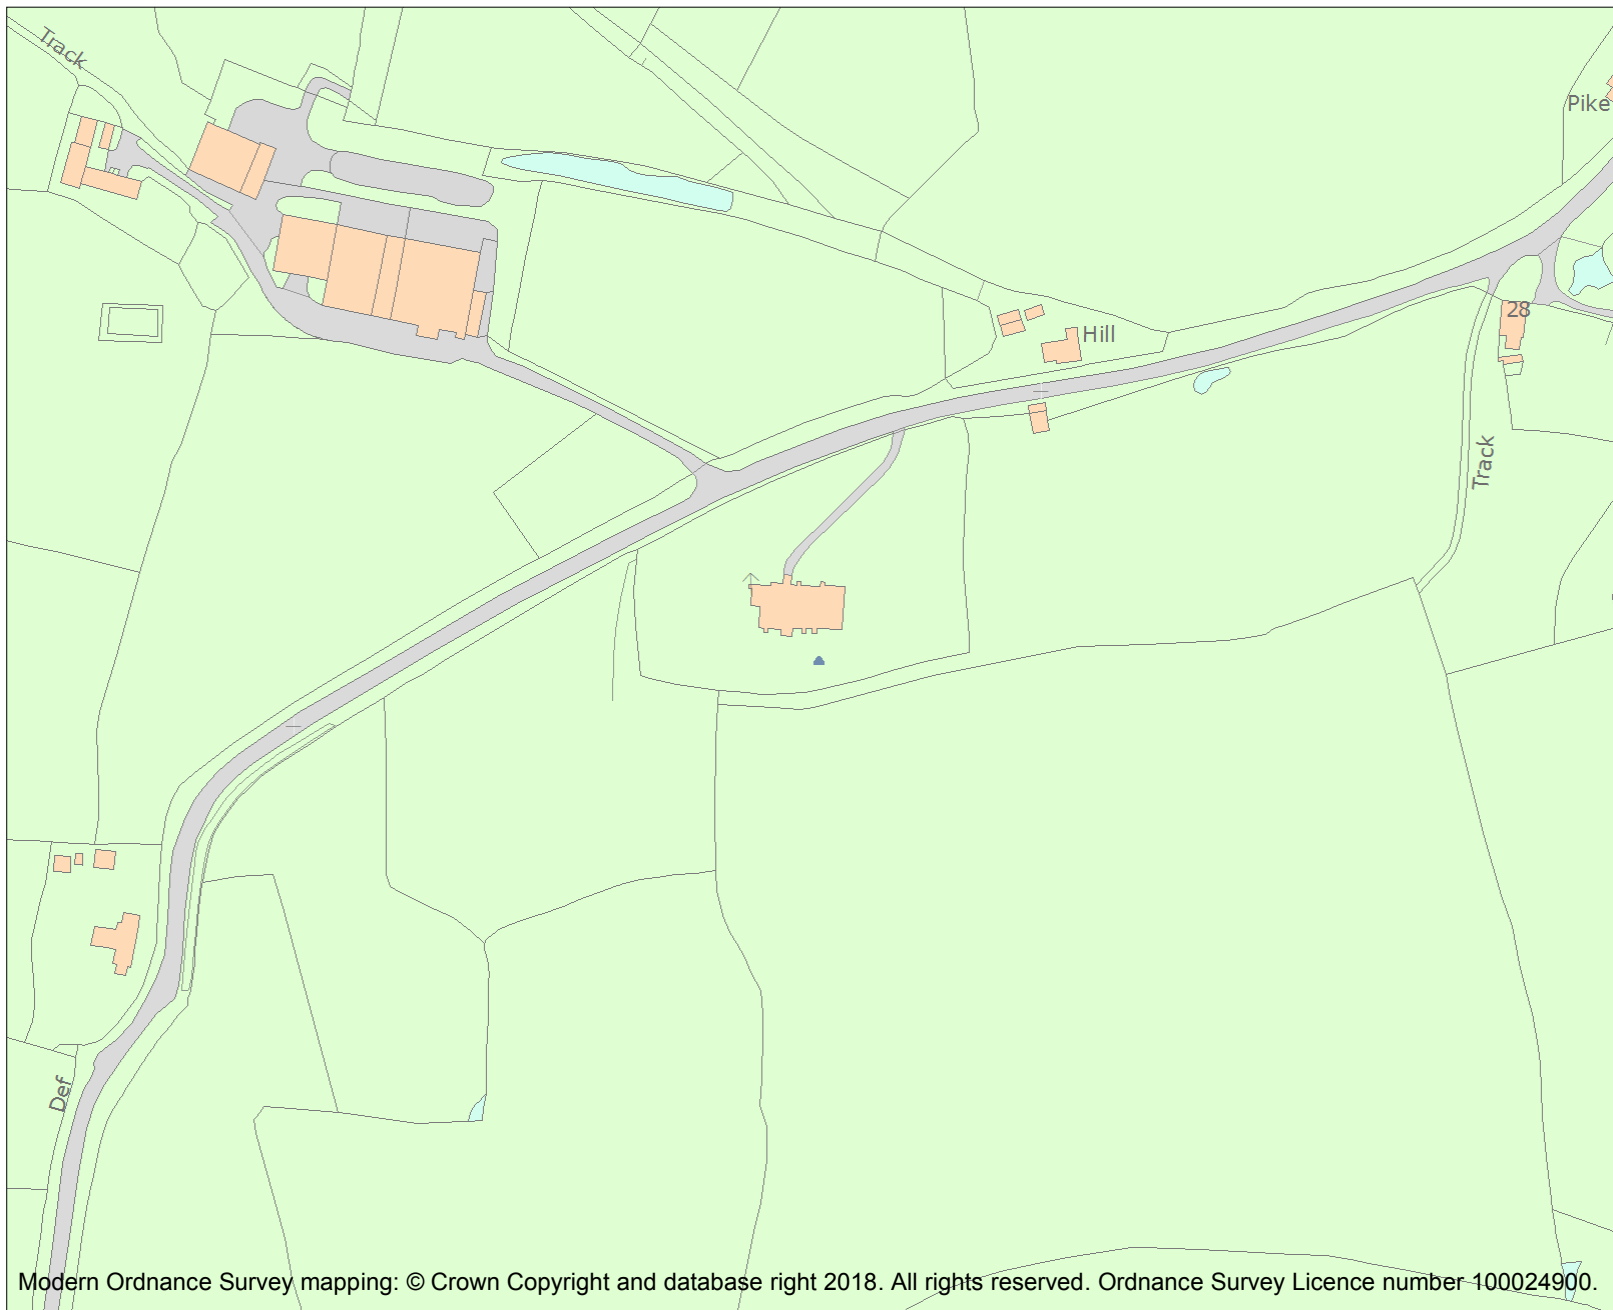 Track
Pike
Hill
28
Track
Def
Modern Ordnance Survey mapping: © Crown Copyright and database right 2018. All rights reserved. Ordnance Survey Licence number 100024900.